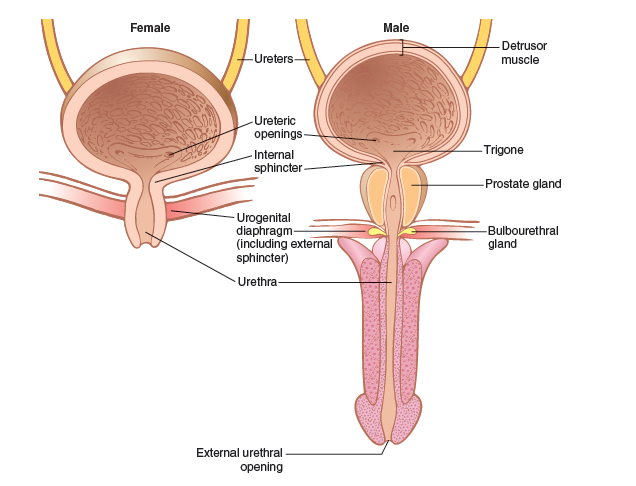 Female
Male
Ureters
Detrusor
muscle
Ureteric
openings
Internal
sphincter
Trigone
Prostate gland
Urogenital
diaphragm
(including external
sphincter)
Bulbourethral
gland
Urethra
External urethral
opening